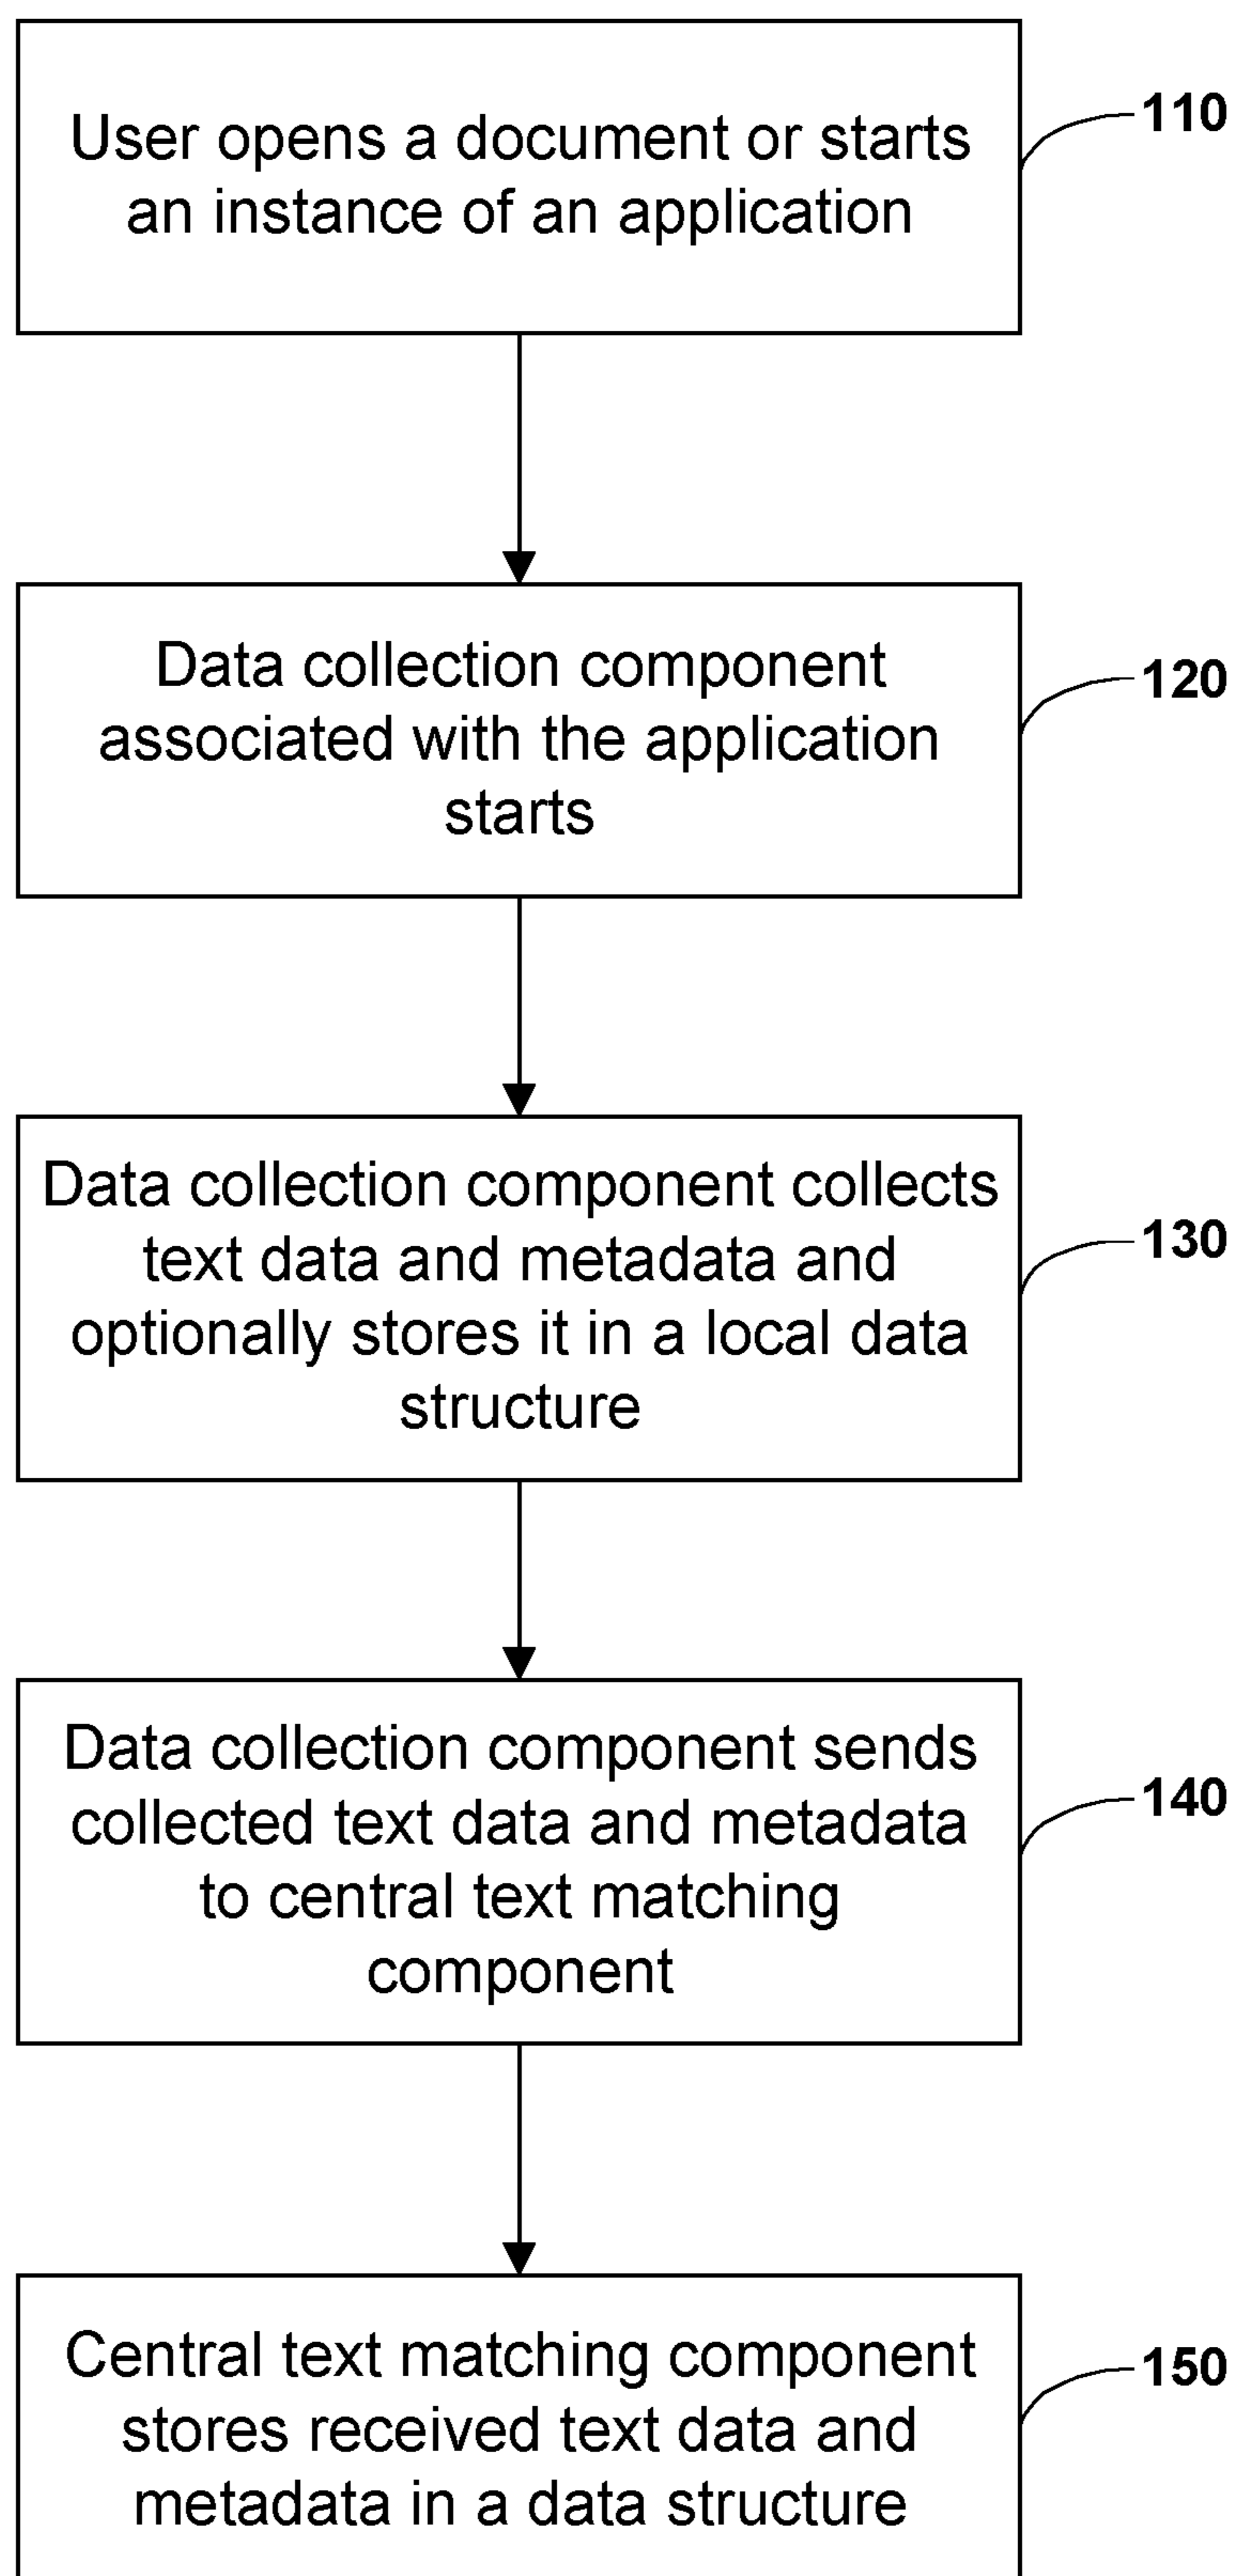 User opens a document or starts
an instance of an application
110
Data collection component
associated with the application
starts
120
Data collection component collects
text data and metadata and
optionally stores it in a local data
structure
130
Data collection component sends
collected text data and metadata
to central text matching
component
140
Central text matching component
stores received text data and
metadata in a data structure
150